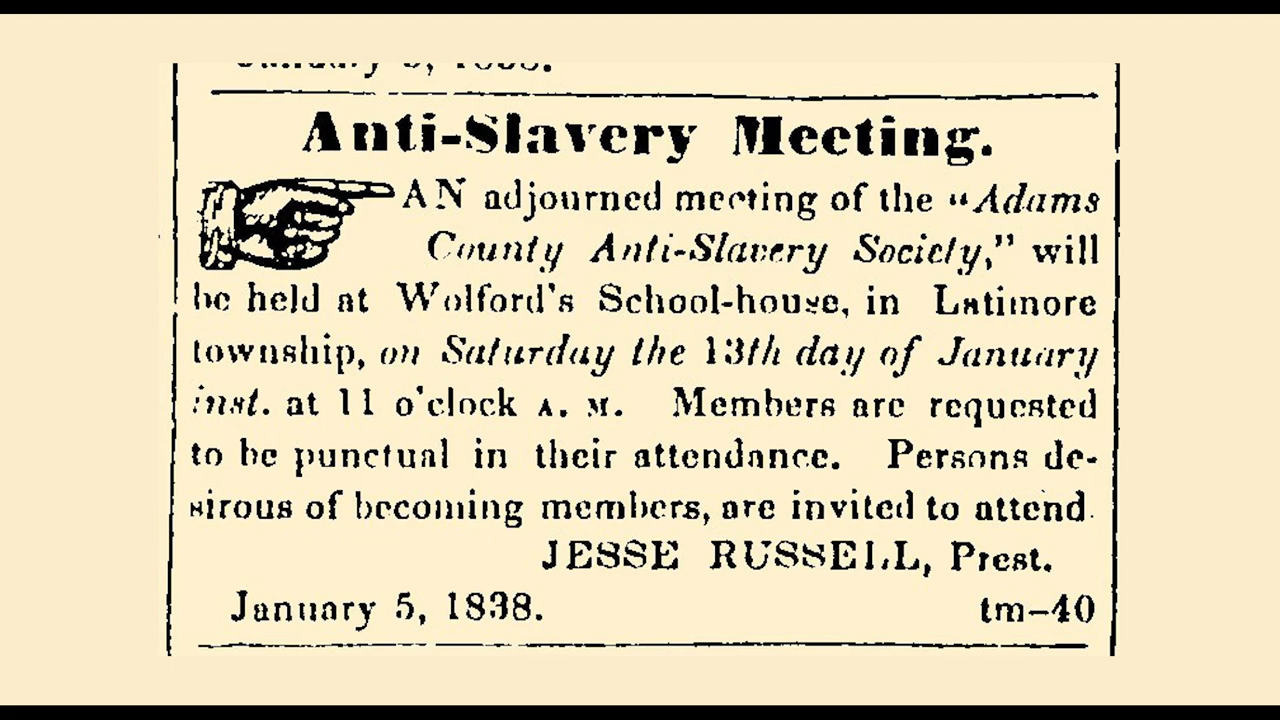 January 5, 1838.
Anti-Slavery Meeting.
AN adjourned meeting of the "Adams
County Anti-Slavery Society," will
be held at Wolford's School-house, in Latimore
township, on Saturday the 13th day of January
inst. at 11 o'clock A. M. Members are requested
to be punctual in their attendance. Persons de-
sirous of becoming members, are invited to attend.
JESSE RUSSELL, Prest.
January 5, 1838. tm-40